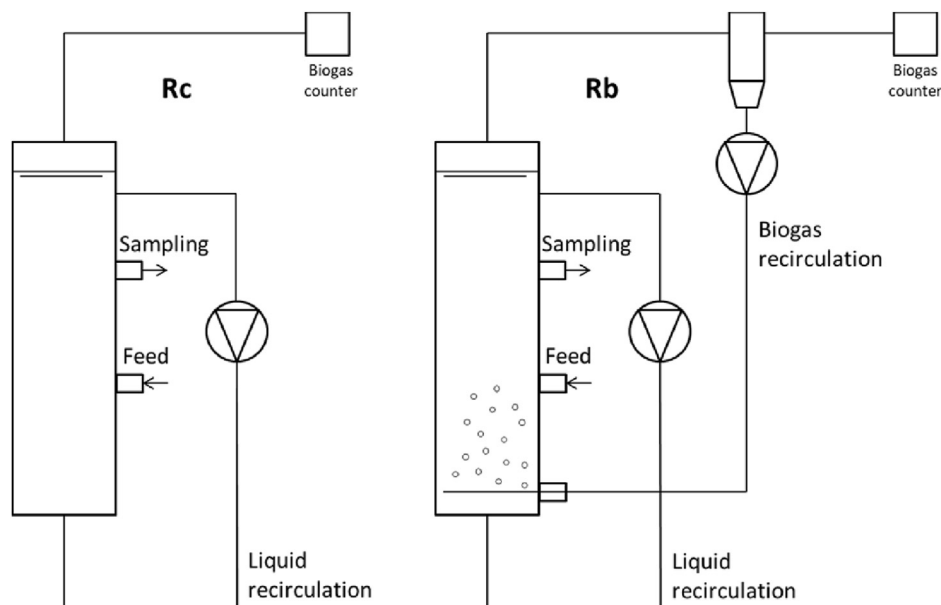 Biogas
counter
Rc
Sampling
Feed
Liquid
recirculation
Biogas
counter
Rb
Biogas
recirculation
Sampling
Feed
Liquid
recirculation